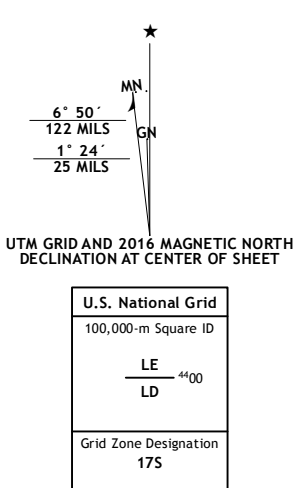 ★
MN
GN
6° 50´
122 MILS
1° 24´
25 MILS
UTM GRID AND 2016 MAGNETIC NORTH
DECLINATION AT CENTER OF SHEET
U.S. National Grid
100,000-m Square ID
LE
4400
LD
Grid Zone Designation
17S